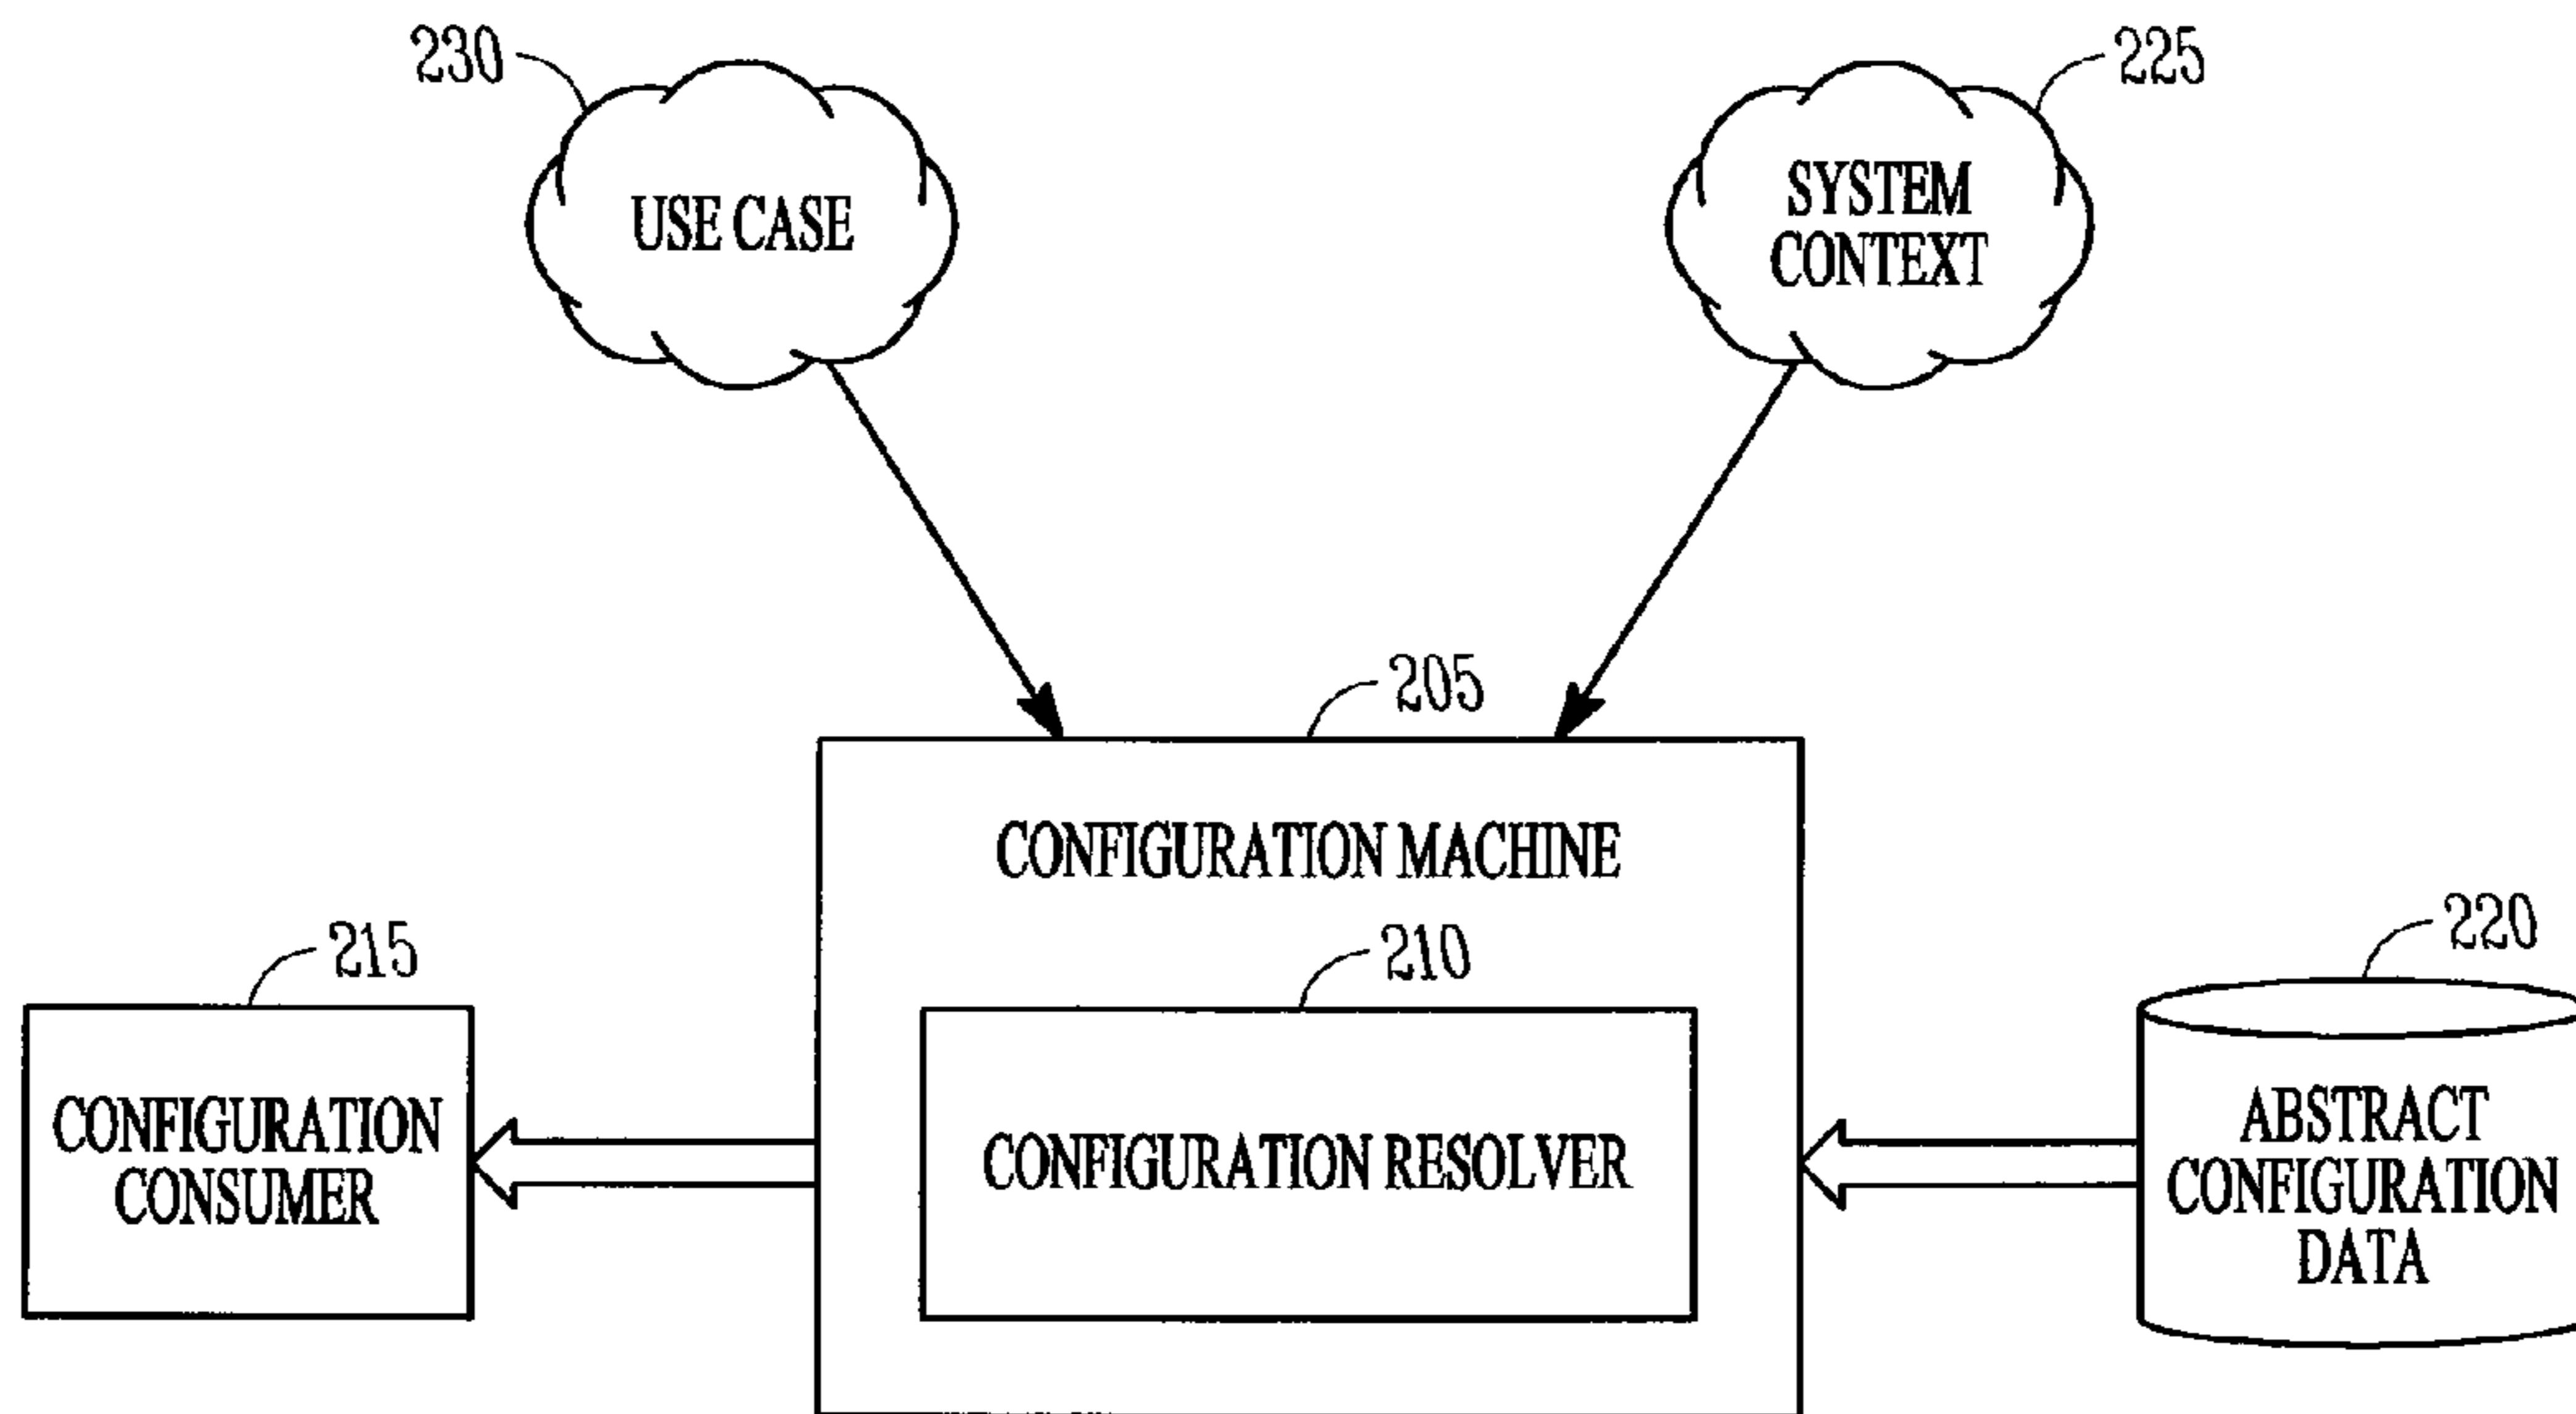 230
USE CASE
225
SYSTEM
CONTEXT
205
CONFIGURATION MACHINE
210
CONFIGURATION RESOLVER
215
CONFIGURATION
CONSUMER
220
ABSTRACT
CONFIGURATION
DATA